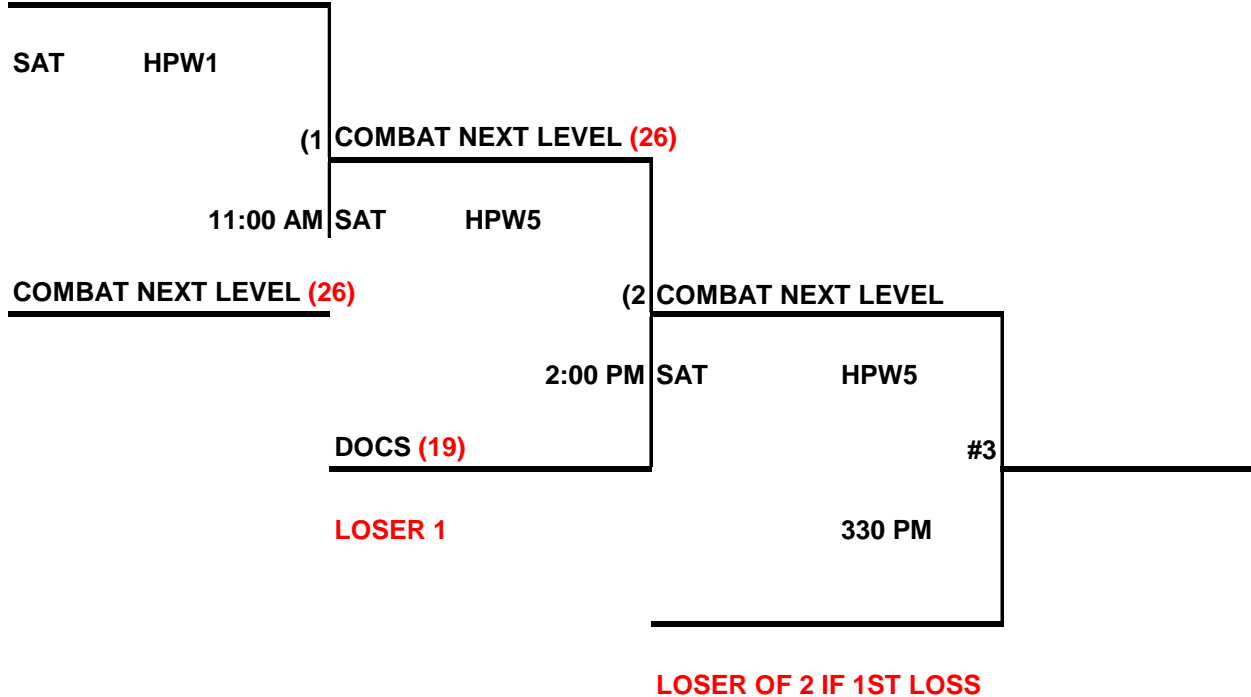 SAT HPW1
(1 COMBAT NEXT LEVEL (26)
11:00 AM SAT HPW5
COMBAT NEXT LEVEL (26)
(2 COMBAT NEXT LEVEL
2:00 PM SAT HPW5
DOCS (19)
#3
LOSER 1
330 PM
LOSER OF 2 IF 1ST LOSS